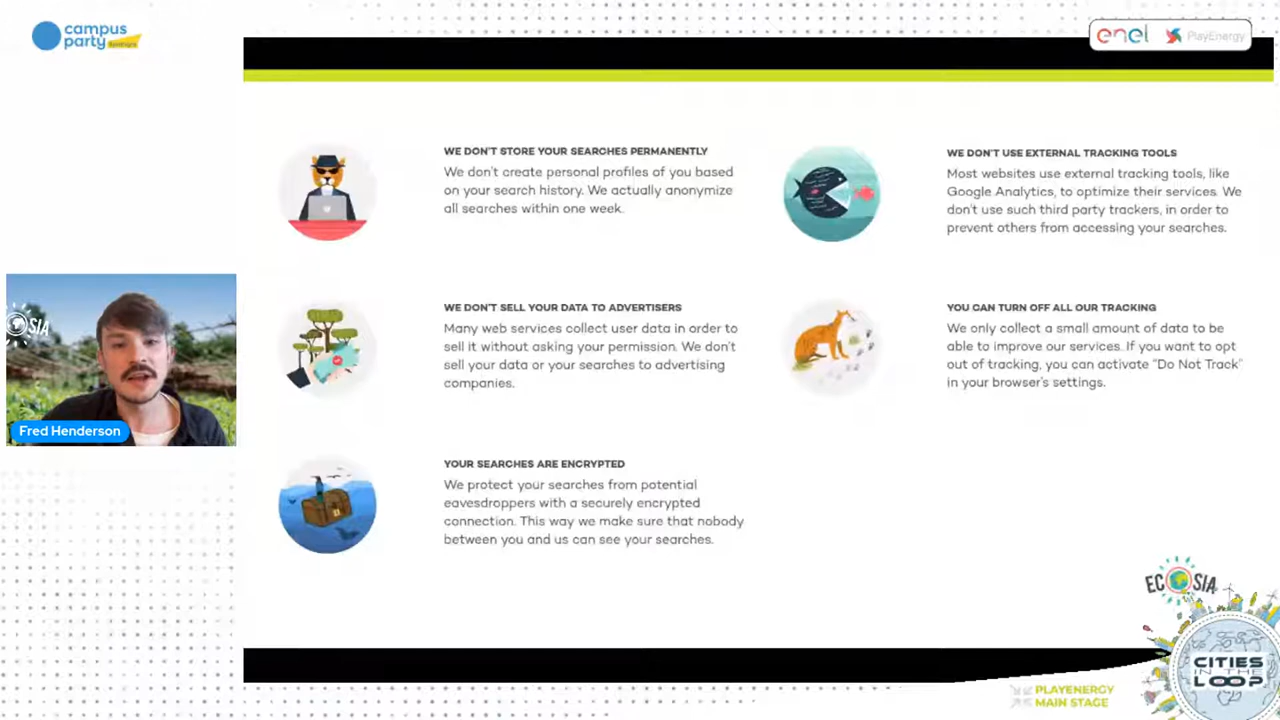 campus
party
enel PlayEnergy
WE DON'T STORE YOUR SEARCHES PERMANENTLY
We don't create personal profiles of you based
on your search history. We actually anonymize
all searches within one week.
WE DON'T USE EXTERNAL TRACKING TOOLS
Most websites use external tracking tools, like
Google Analytics, to optimize their services. We
don't use such third party trackers, in order to
prevent others from accessing your searches.
WE DON'T SELL YOUR DATA TO ADVERTISERS
Many web services collect user data in order to
sell it without asking your permission. We don't
sell your data or your searches to advertising
companies.
YOU CAN TURN OFF ALL OUR TRACKING
We only collect a small amount of data to be
able to improve our services. If you want to opt
out of tracking, you can activate "Do Not Track"
in your browser's settings.
YOUR SEARCHES ARE ENCRYPTED
We protect your searches from potential
eavesdroppers with a securely encrypted
connection. This way we make sure that nobody
between you and us can see your searches.
SIA
Fred Henderson
ECOSIA
CITIES
IN THE
LOOP
PLAYENERGY
MAIN STAGE